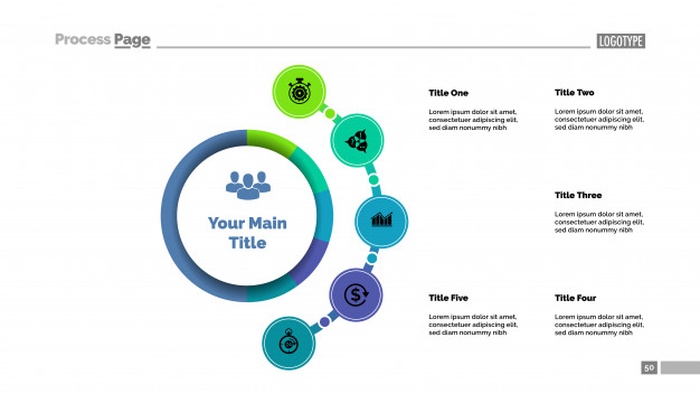 Process Page
LOGOTYPE
Your Main
Title
Title One
Lorem ipsum dolor sit amet,
consectetuer adipiscing elit,
sed diam nonummy nibh
Title Two
Lorem ipsum dolor sit amet,
consectetuer adipiscing elit,
sed diam nonummy nibh
Title Three
Lorem ipsum dolor sit amet,
consectetuer adipiscing elit,
sed diam nonummy nibh
$
Title Five
Lorem ipsum dolor sit amet,
consectetuer adipiscing elit,
sed diam nonummy nibh
Title Four
Lorem ipsum dolor sit amet,
consectetuer adipiscing elit,
sed diam nonummy nibh
50